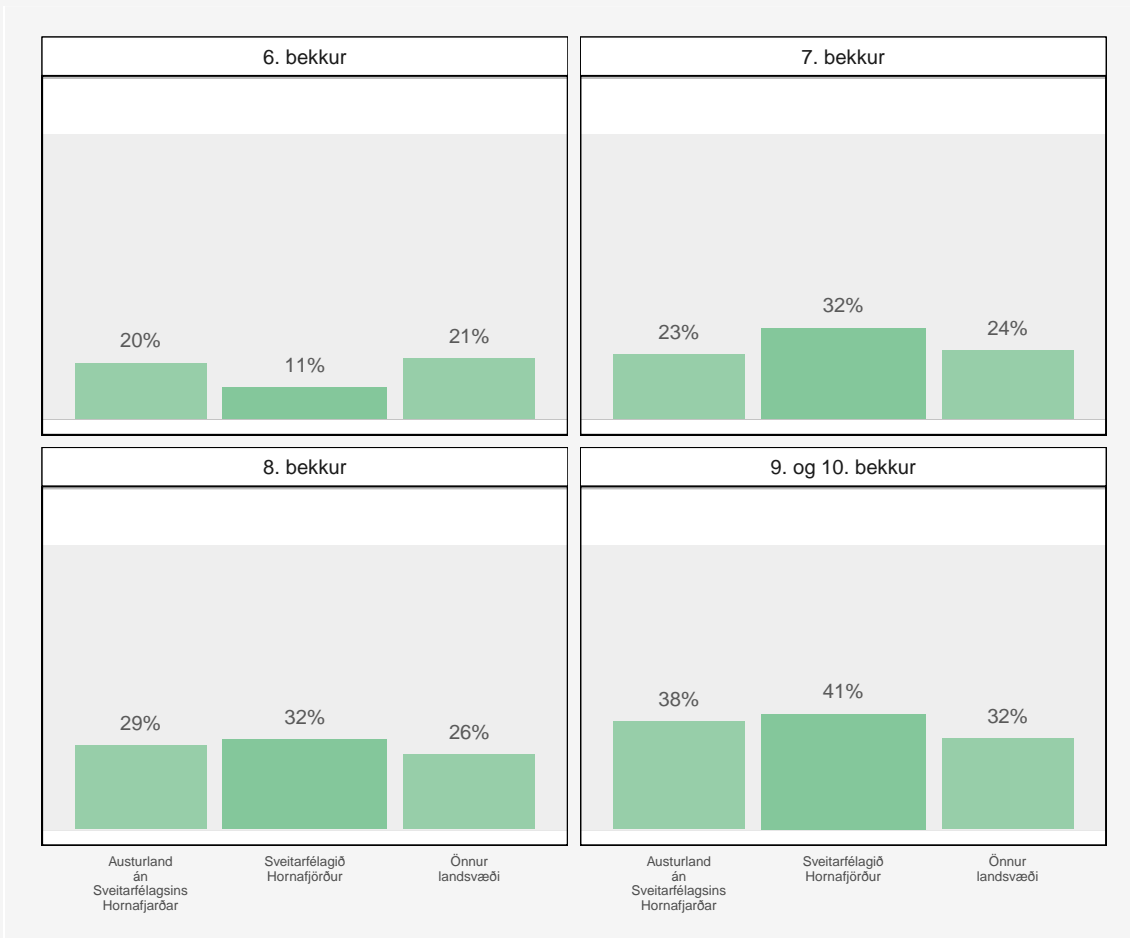 6. bekkur
7. bekkur
20%
11%
21%
23%
32%
24%
8. bekkur
9. og 10. bekkur
29%
32%
26%
38%
41%
32%
Austurland
án
Sveitarfélagsins
Hornafjarðar
Sveitarfélagið
Hornafjörður
Önnur
landsvæði
Austurland
án
Sveitarfélagsins
Hornafjarðar
Sveitarfélagið
Hornafjörður
Önnur
landsvæði